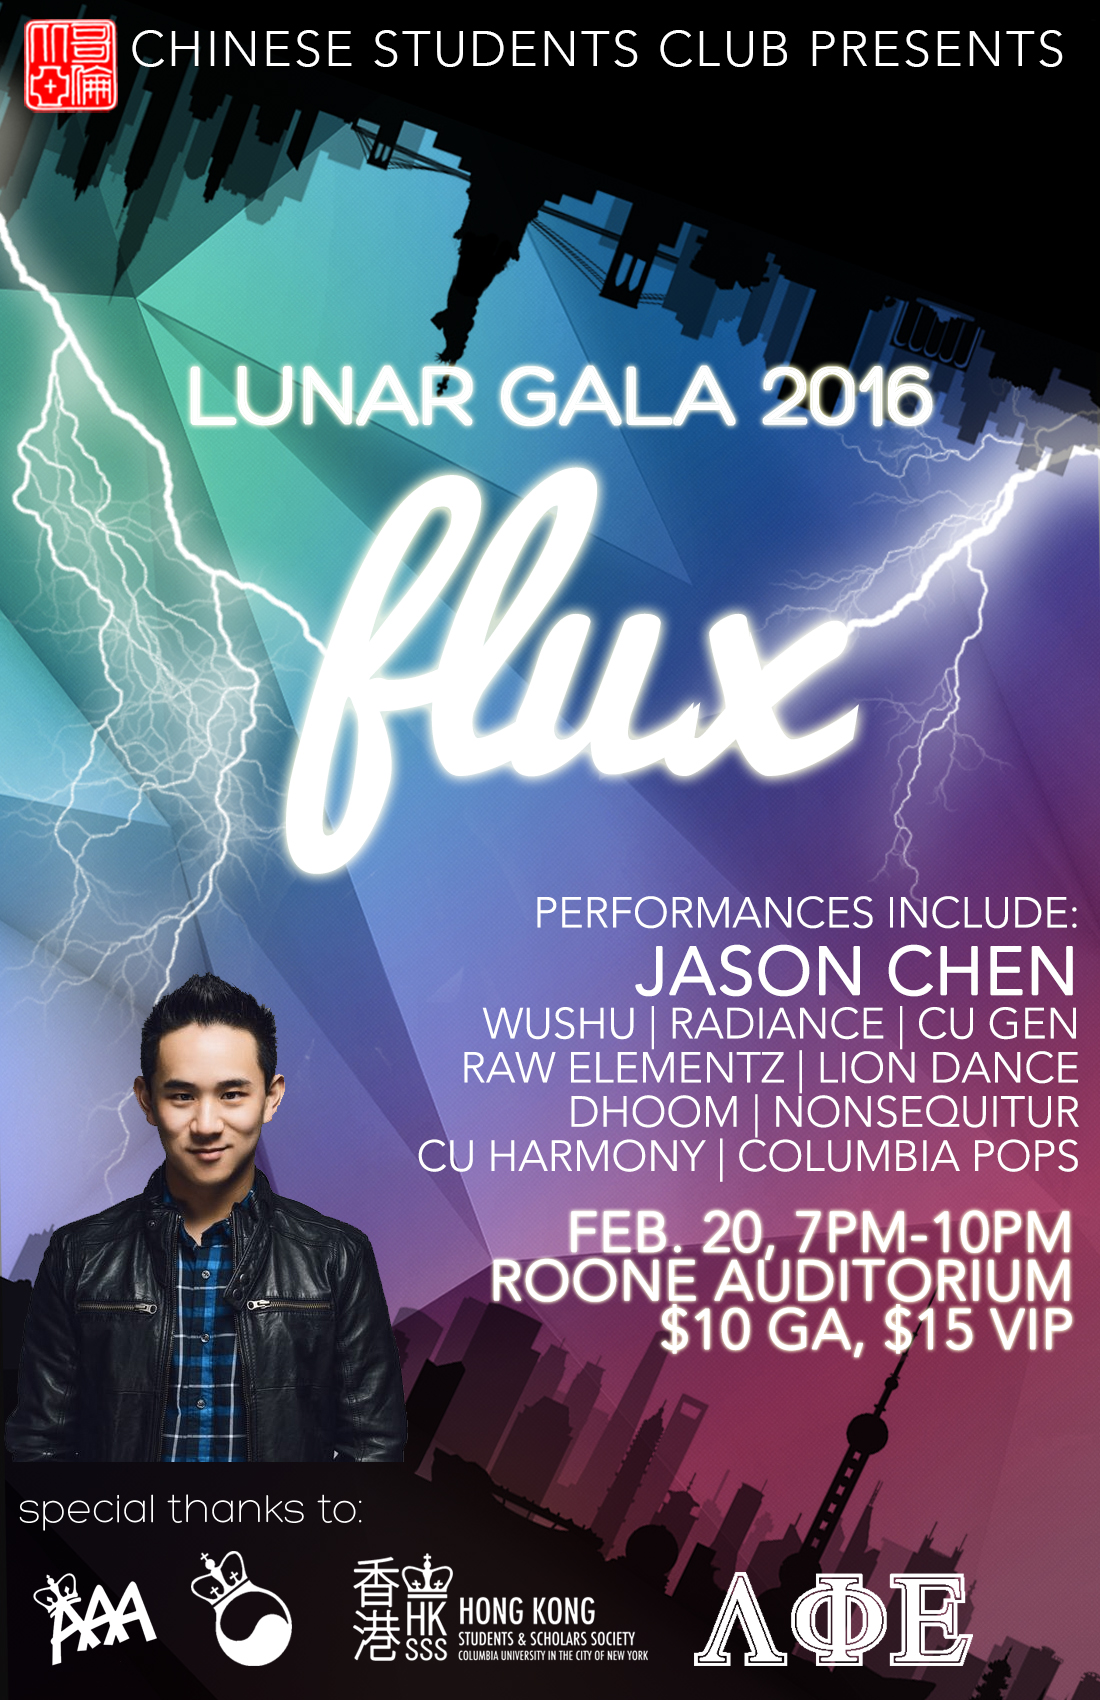 CHINESE STUDENTS CLUB PRESENTS
LUNAR GALA 2016
flux
PERFORMANCES INCLUDE:
JASON CHEN
WUSHU | RADIANCE | CU GEN
RAW ELEMENTZ | LION DANCE
DHOOM | NONSEQUITUR
CU HARMONY | COLUMBIA POPS
FEB. 20, 7PM-10PM
ROONE AUDITORIUM
$10 GA, $15 VIP
special thanks to:
AAA
香港
HK
SSS
HONG KONG
STUDENTS & SCHOLARS SOCIETY
COLUMBIA UNIVERSITY IN THE CITY OF NEW YORK
ΛΦΕ